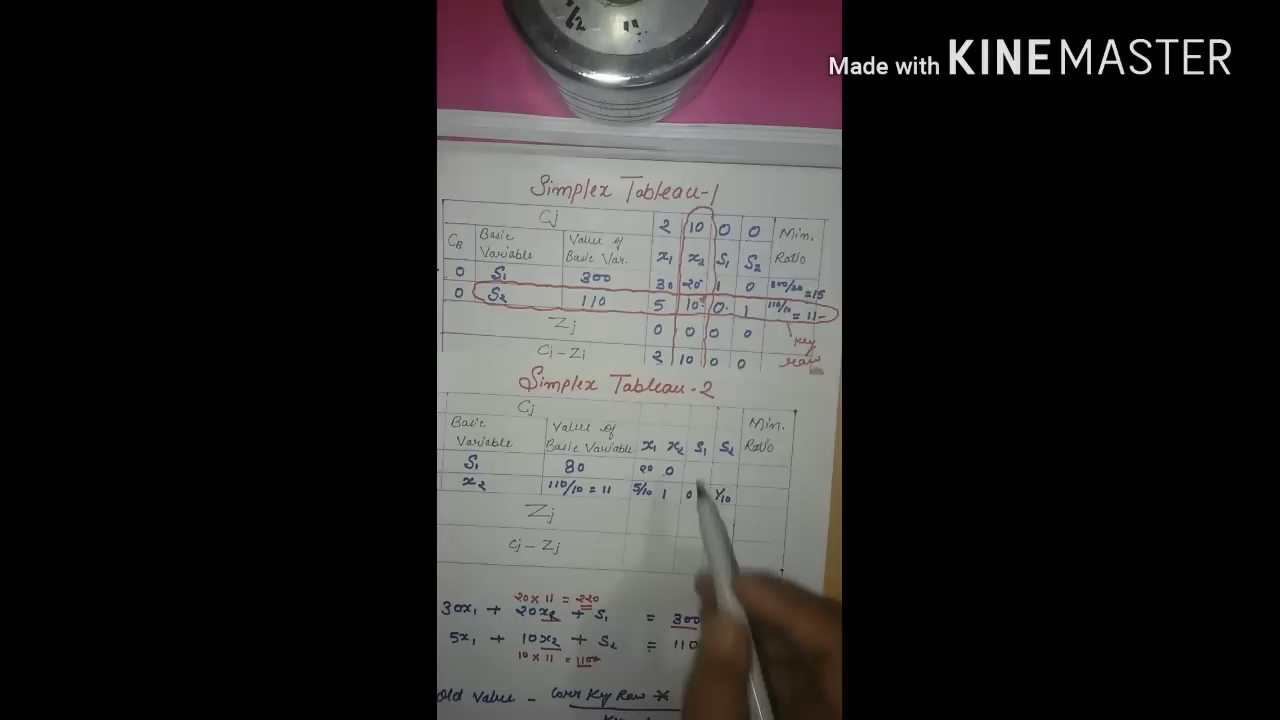 Made with KINEMASTER
Simplex Tableau-1
Cj 2 10 0 0 Min. Ratio
CB Basic Variable Value of Basic Var. x1 x2 S1 S2
0 S1 300 30 20 1 0 300/20 = 15
0 S2 110 5 10 0 1 110/10 = 11
Zj 0 0 0 0 Key
Cj - Zj 2 10 0 0 row
Simplex Tableau-2
Cj
Basic Variable Value of Basic Variable x1 x2 S1 S2 Min. Ratio
S1 80 20 0
x2 110/10 = 11 5/10 1 0 1/10
Zj
Cj - Zj
20 x 11 = 220
30x1 + 20x2 + S1 = 300
5x1 + 10x2 + S2 = 110
10 x 11 = 110
Old Value - Key Row